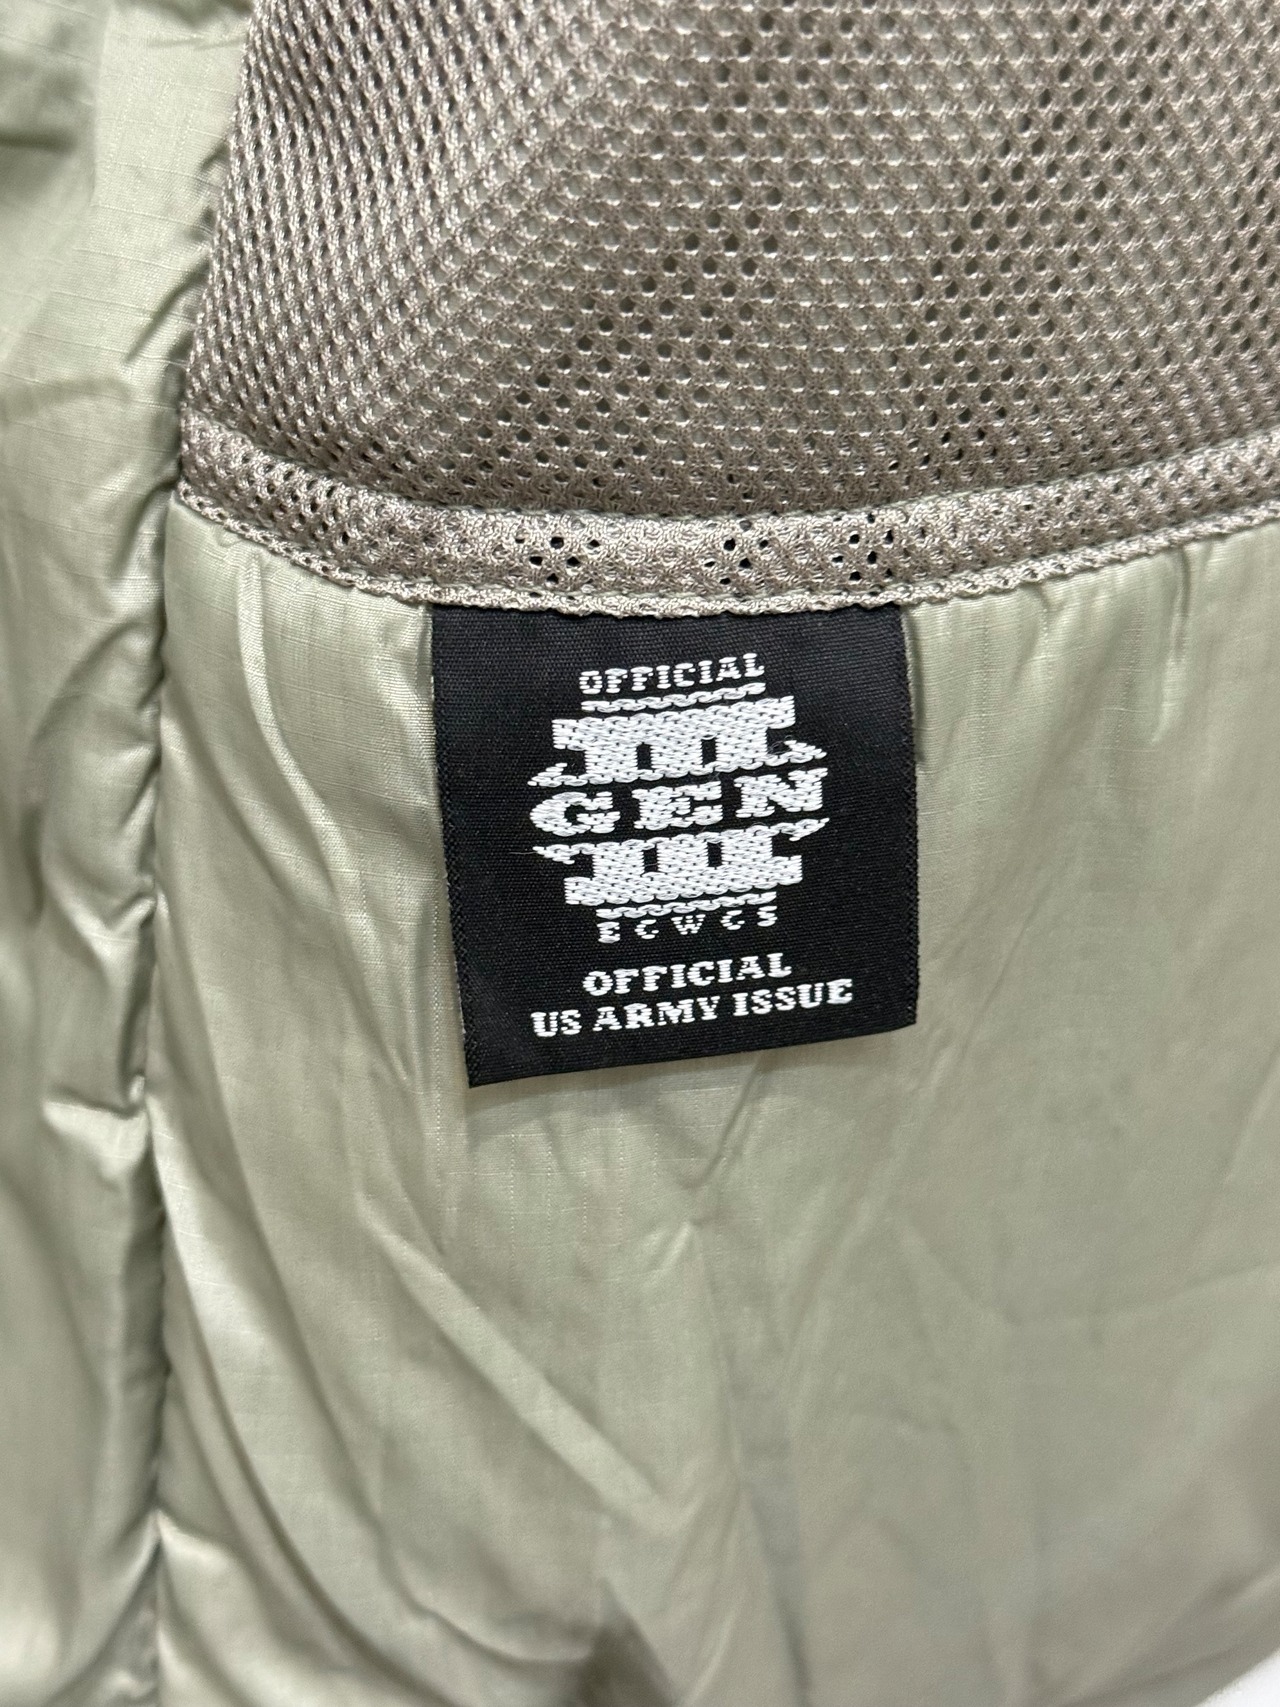 OFFICIAL
III
GEN
III
ECWCS
OFFICIAL
US ARMY ISSUE